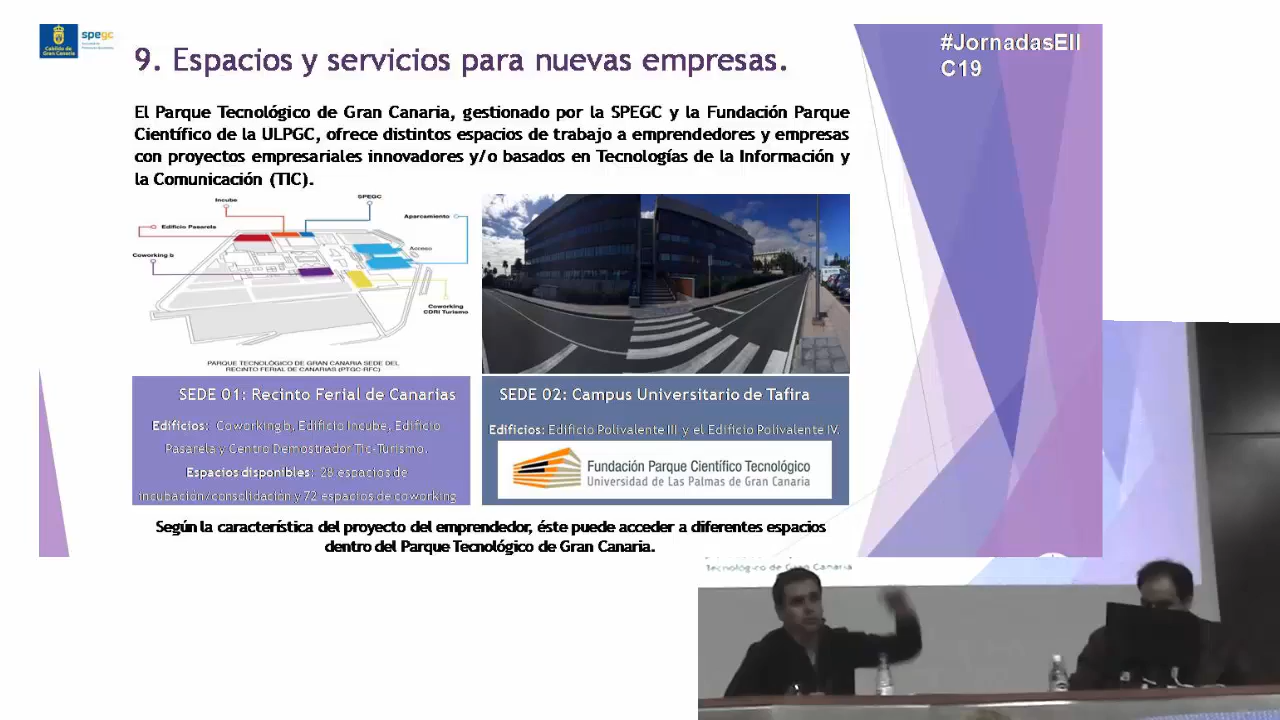 Cabildo de
Gran Canaria
spegc
#JornadasEII
C19
9. Espacios y servicios para nuevas empresas.
El Parque Tecnológico de Gran Canaria, gestionado por la SPEGC y la Fundación Parque
Científico de la ULPGC, ofrece distintos espacios de trabajo a emprendedores y empresas
con proyectos empresariales innovadores y/o basados en Tecnologías de la Información y
la Comunicación (TIC).
Incube
SPEGC
Aparcamiento
Edificio Pasarela
Acceso
Coworking b
Coworking
CDRI Turismo
PARQUE TECNOLÓGICO DE GRAN CANARIA SEDE DEL
RECINTO FERIAL DE CANARIAS (PTGC-RFC)
SEDE 01: Recinto Ferial de Canarias
Edificios: Coworkingb, Edificio Incube, Edificio
Pasarela y Centro Demostrador Tic-Turismo.
Espacios disponibles: 28 espacios de
incubación/consolidación y 72 espacios de coworking
SEDE 02: Campus Universitario de Tafira
Edificios: Edificio Polivalente III y el Edificio Polivalente IV.
Fundación Parque Científico Tecnológico
Universidad de Las Palmas de Gran Canaria
Según la característica del proyecto del emprendedor, éste puede acceder a diferentes espacios
dentro del Parque Tecnológico de Gran Canaria.
Tecnológico de Gran Canaria